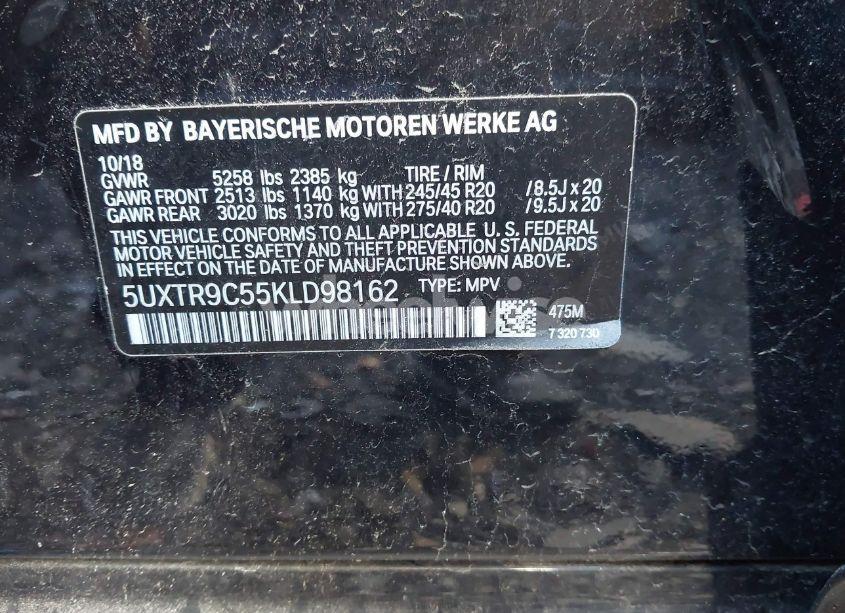 MFD BY BAYERISCHE MOTOREN WERKE AG
10/18
GVWR 5258 lbs 2385 kg TIRE / RIM
GAWR FRONT 2513 lbs 1140 kg WITH 245/45 R20 /8.5J x 20
GAWR REAR 3020 lbs 1370 kg WITH 275/40 R20 /9.5J x 20
THIS VEHICLE CONFORMS TO ALL APPLICABLE U. S. FEDERAL
MOTOR VEHICLE SAFETY AND THEFT PREVENTION STANDARDS
IN EFFECT ON THE DATE OF MANUFACTURE SHOWN ABOVE.
5UXTR9C55KLD98162 TYPE: MPV
475M
7 320 730